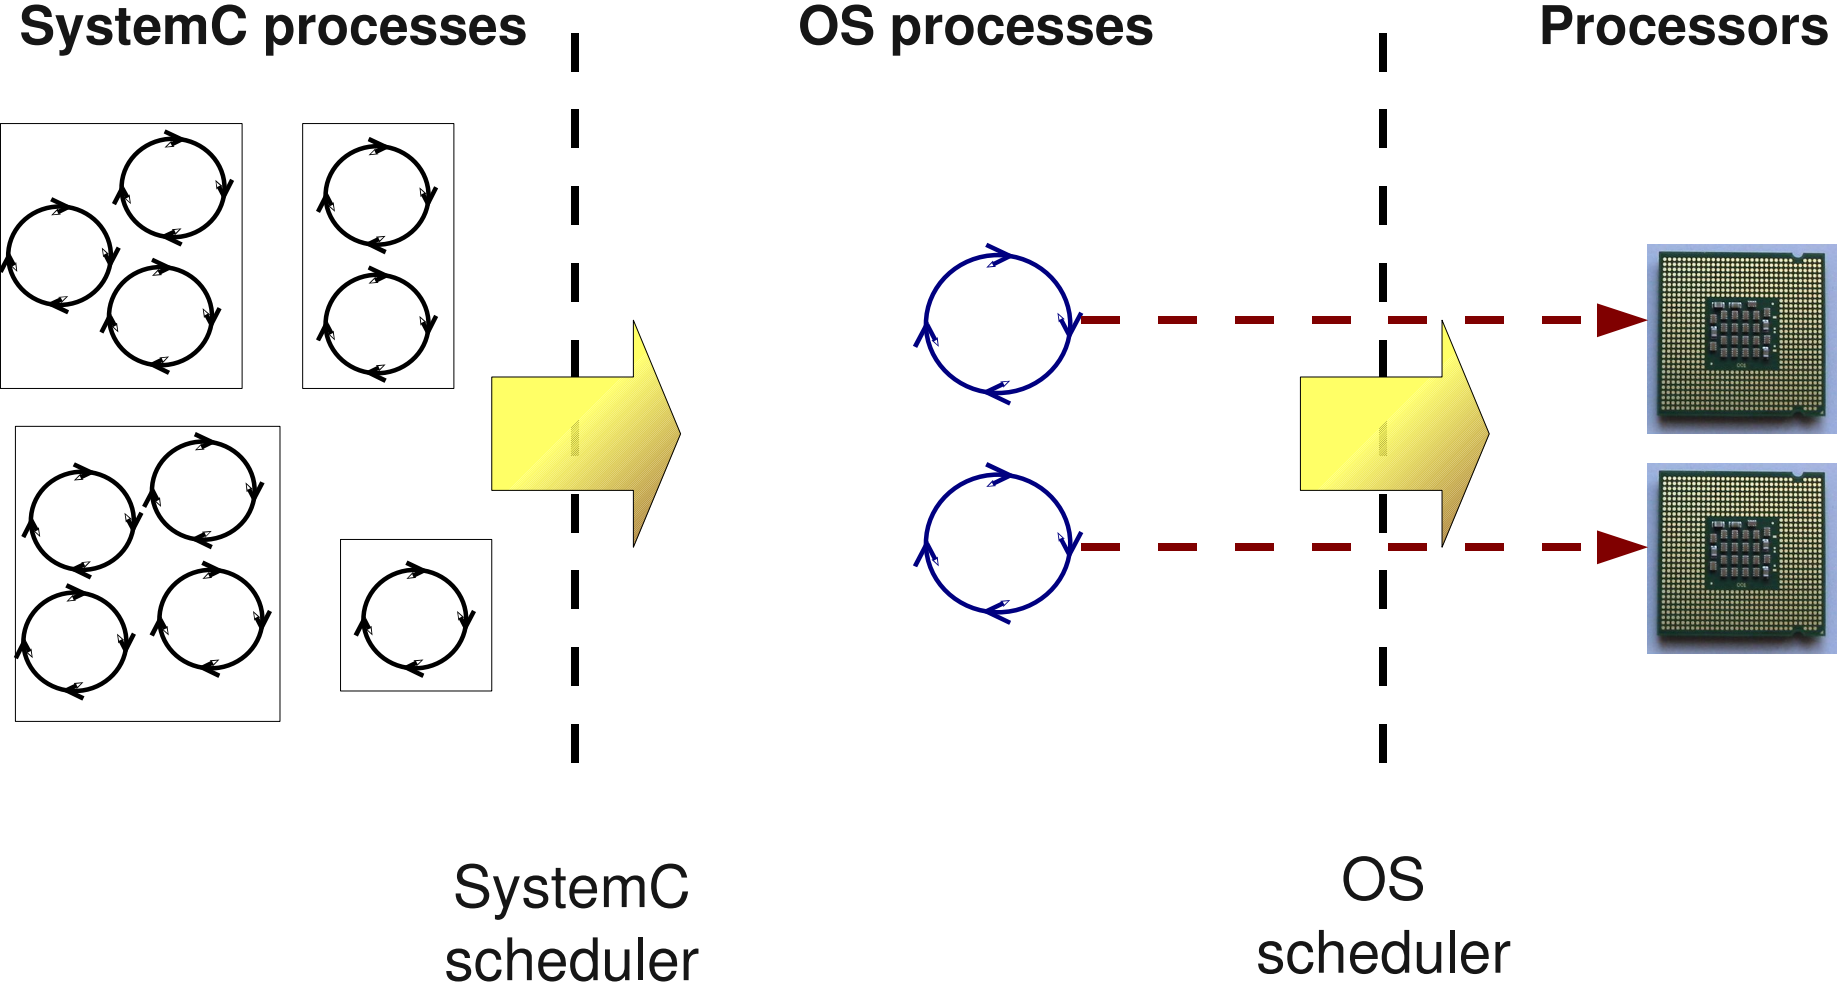 SystemC processes
OS processes
Processors
SystemC
scheduler
OS
scheduler